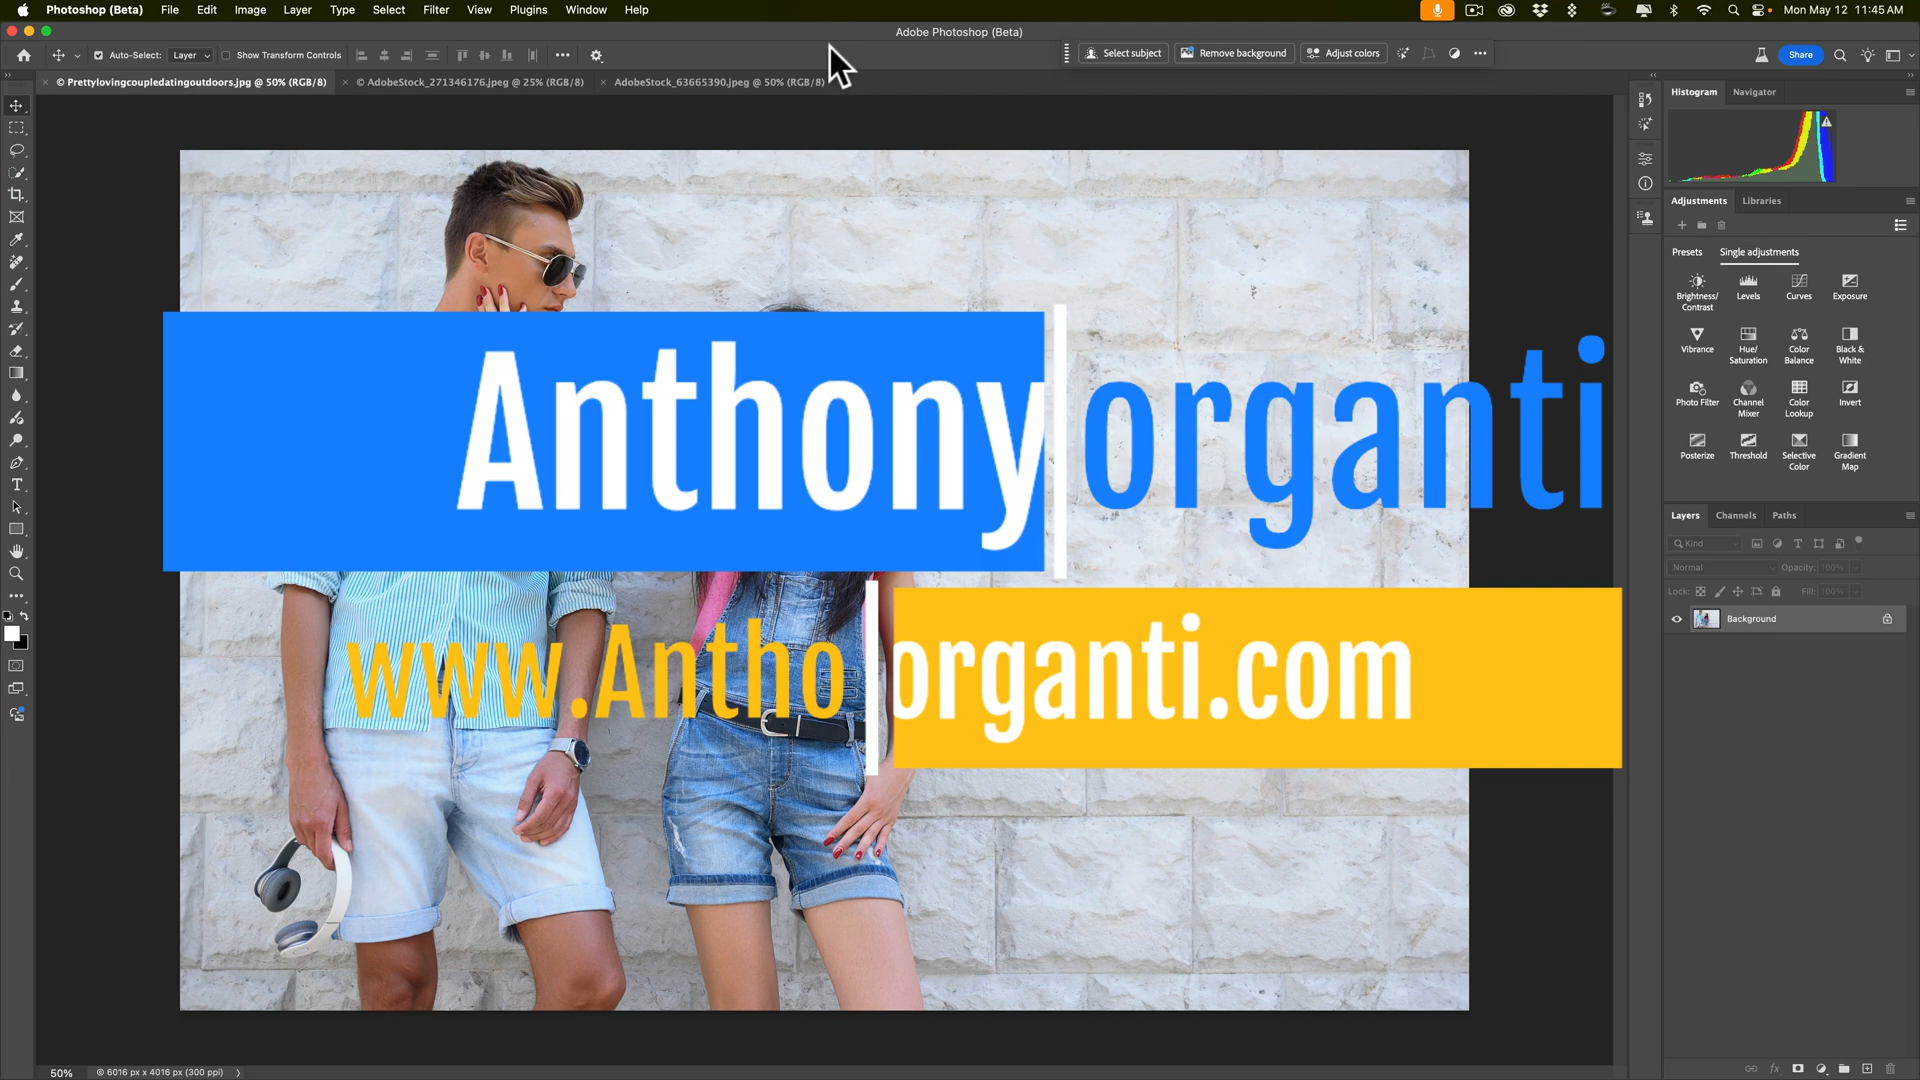 Photoshop (Beta) File Edit Image Layer Type Select Filter View Plugins Window Help Mon May 12 11:45 AM
Adobe Photoshop (Beta)
Auto-Select: Layer Show Transform Controls Select subject Remove background Adjust colors Share
© Prettylovingcoupledatingoutdoors.jpg @ 50% (RGB/8) © AdobeStock_271346176.jpeg @ 25% (RGB/8) AdobeStock_63665390.jpeg @ 50% (RGB/8)
Histogram Navigator
Adjustments Libraries
Presets Single adjustments
Brightness/
Contrast
Levels
Curves
Exposure
Vibrance
Hue/
Saturation
Color
Balance
Black &
White
Photo Filter
Channel
Mixer
Color
Lookup
Invert
Posterize
Threshold
Selective
Color
Gradient
Map
Anthony organti
www.Antho organti.com
Layers Channels Paths
Kind
Normal Opacity: 100%
Lock: Fill: 100%
Background
50% © 6016 px x 4016 px (300 ppi)